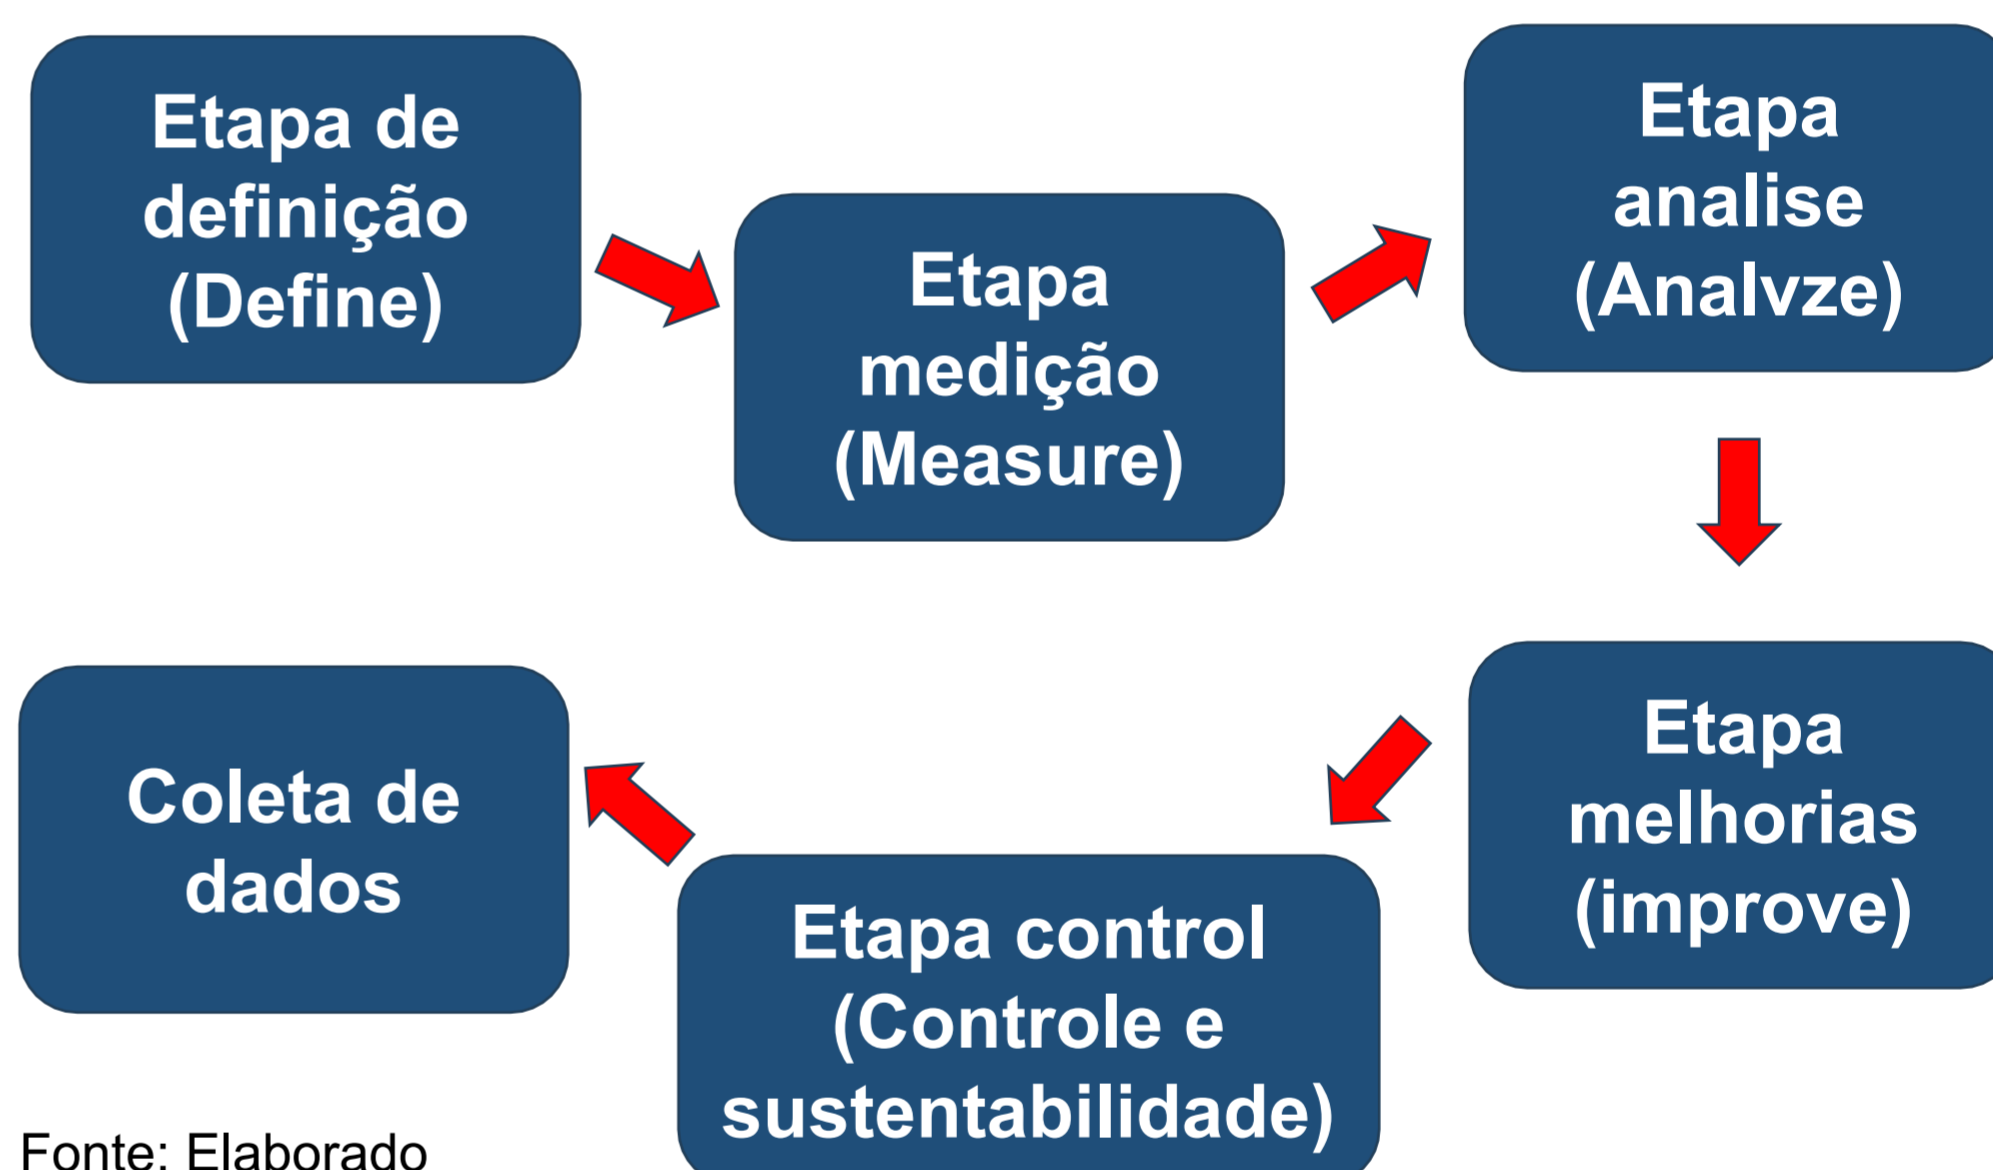 Etapa de
definição
(Define)
Etapa
medição
(Measure)
Etapa
analise
(Analvze)
Etapa
melhorias
(improve)
Etapa control
(Controle e
sustentabilidade)
Coleta de
dados
Fonte: Elaborado